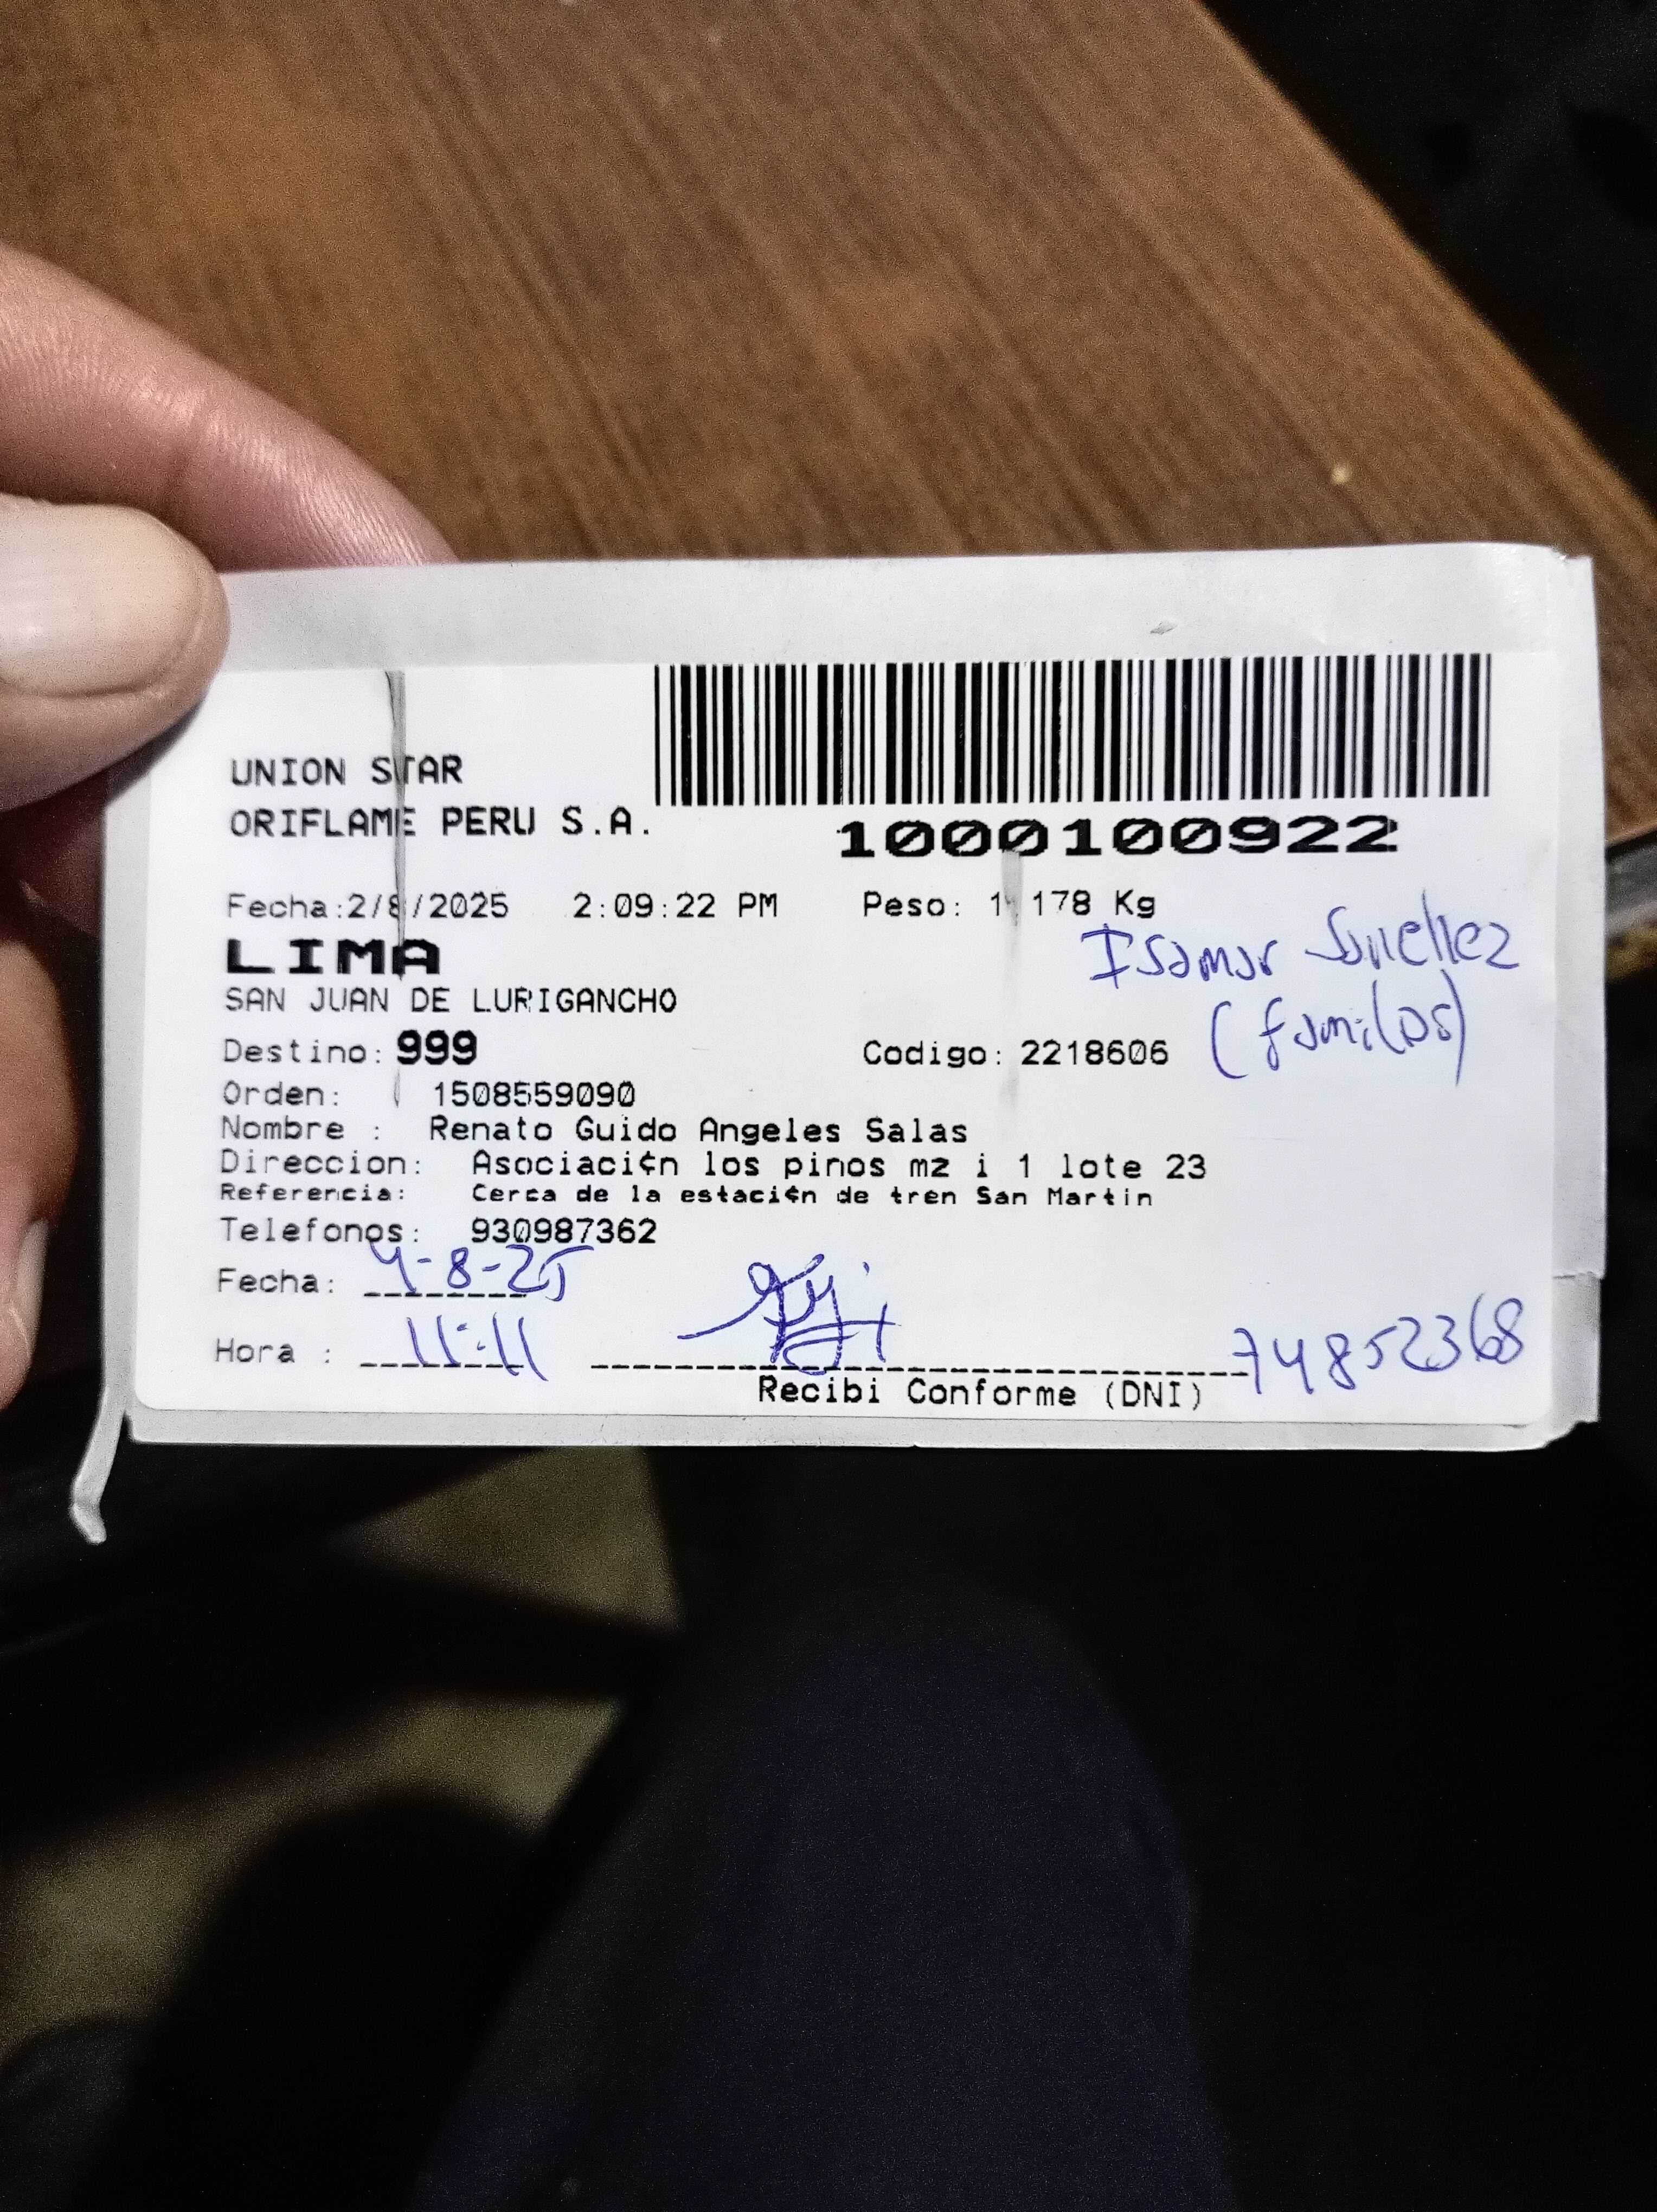 UNION STAR
ORIFLAME PERU S.A.
1000100922
Fecha:2/8/2025 2:09:22 PM Peso: 1 178 Kg
LIMA
Isamar Sanchez
SAN JUAN DE LURIGANCHO
(familiar)
Destino: 999 Codigo: 2218606
Orden: 1508559090
Nombre : Renato Guido Angeles Salas
Direccion: Asociaci¢n los pinos mz i 1 lote 23
Referencia: Cerca de la estaci¢n de tren San Martin
Telefonos: 930987362
Fecha: 4-8-25
Hora : 11:11 74852368
Recibi Conforme (DNI)